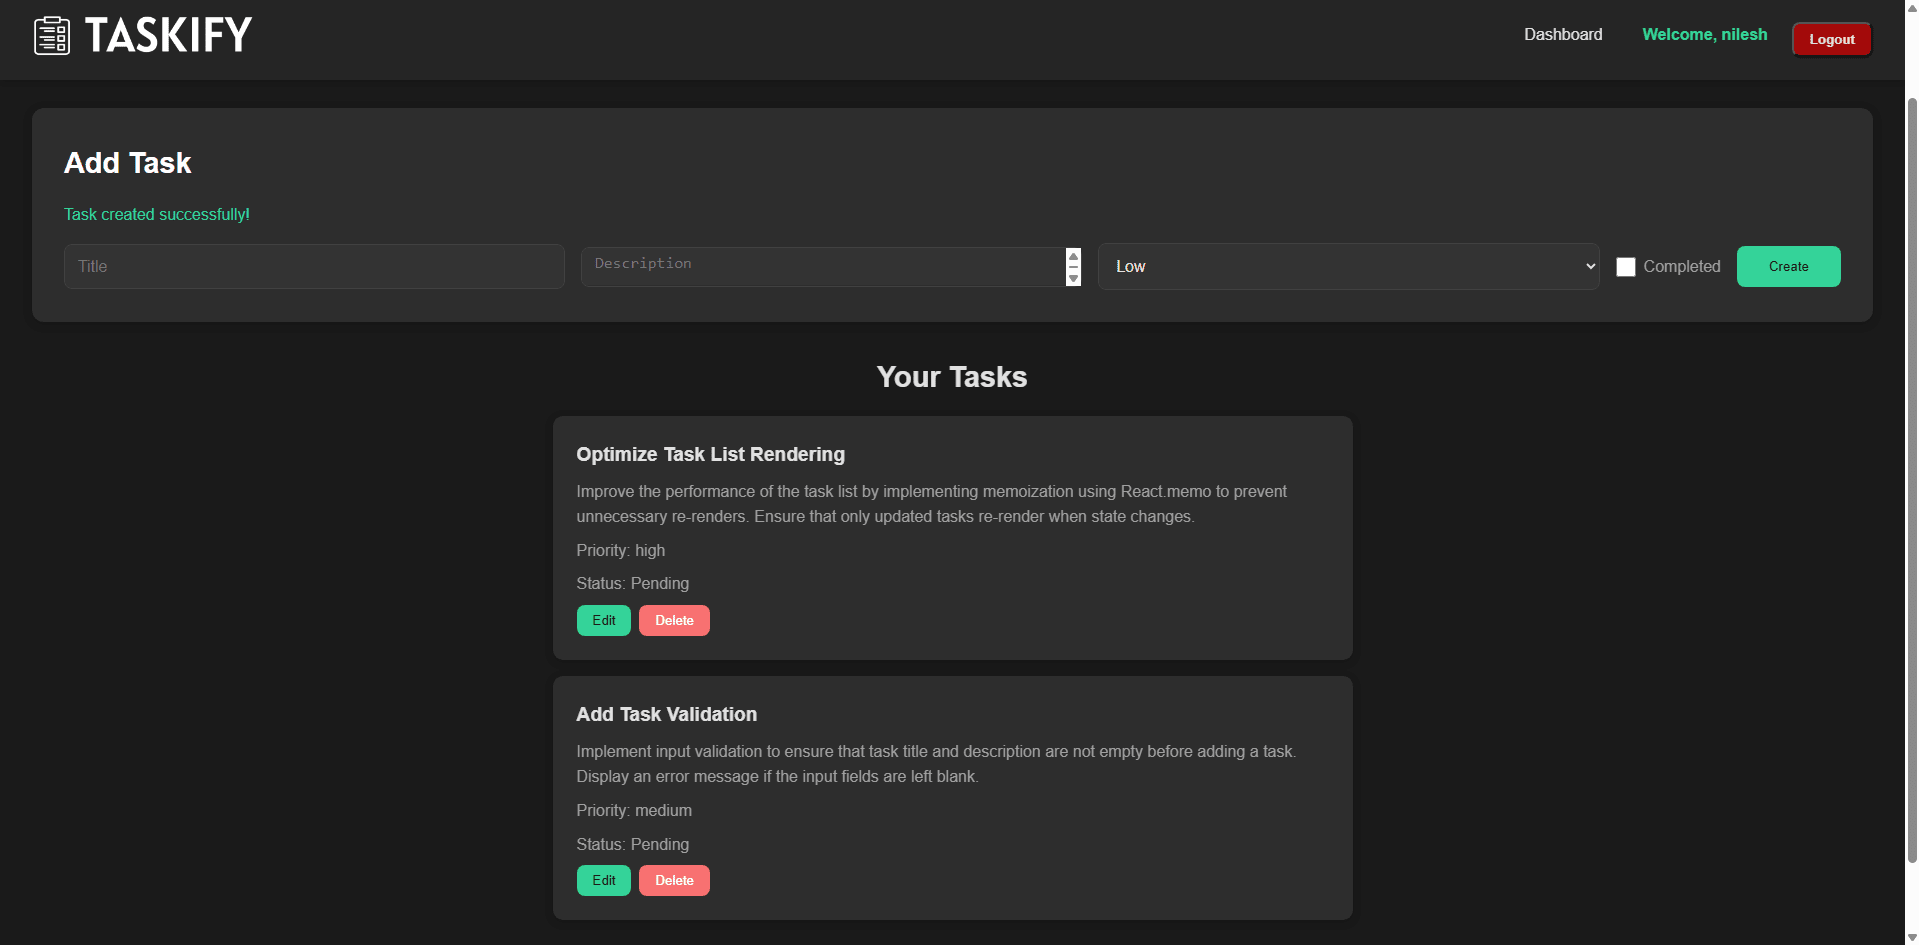 TASKIFY
Dashboard
Welcome, nilesh
Logout
Add Task
Task created successfully!
Title
Description
Low
Completed
Create
Your Tasks
Optimize Task List Rendering
Improve the performance of the task list by implementing memoization using React.memo to prevent
unnecessary re-renders. Ensure that only updated tasks re-render when state changes.
Priority: high
Status: Pending
Edit
Delete
Add Task Validation
Implement input validation to ensure that task title and description are not empty before adding a task.
Display an error message if the input fields are left blank.
Priority: medium
Status: Pending
Edit
Delete